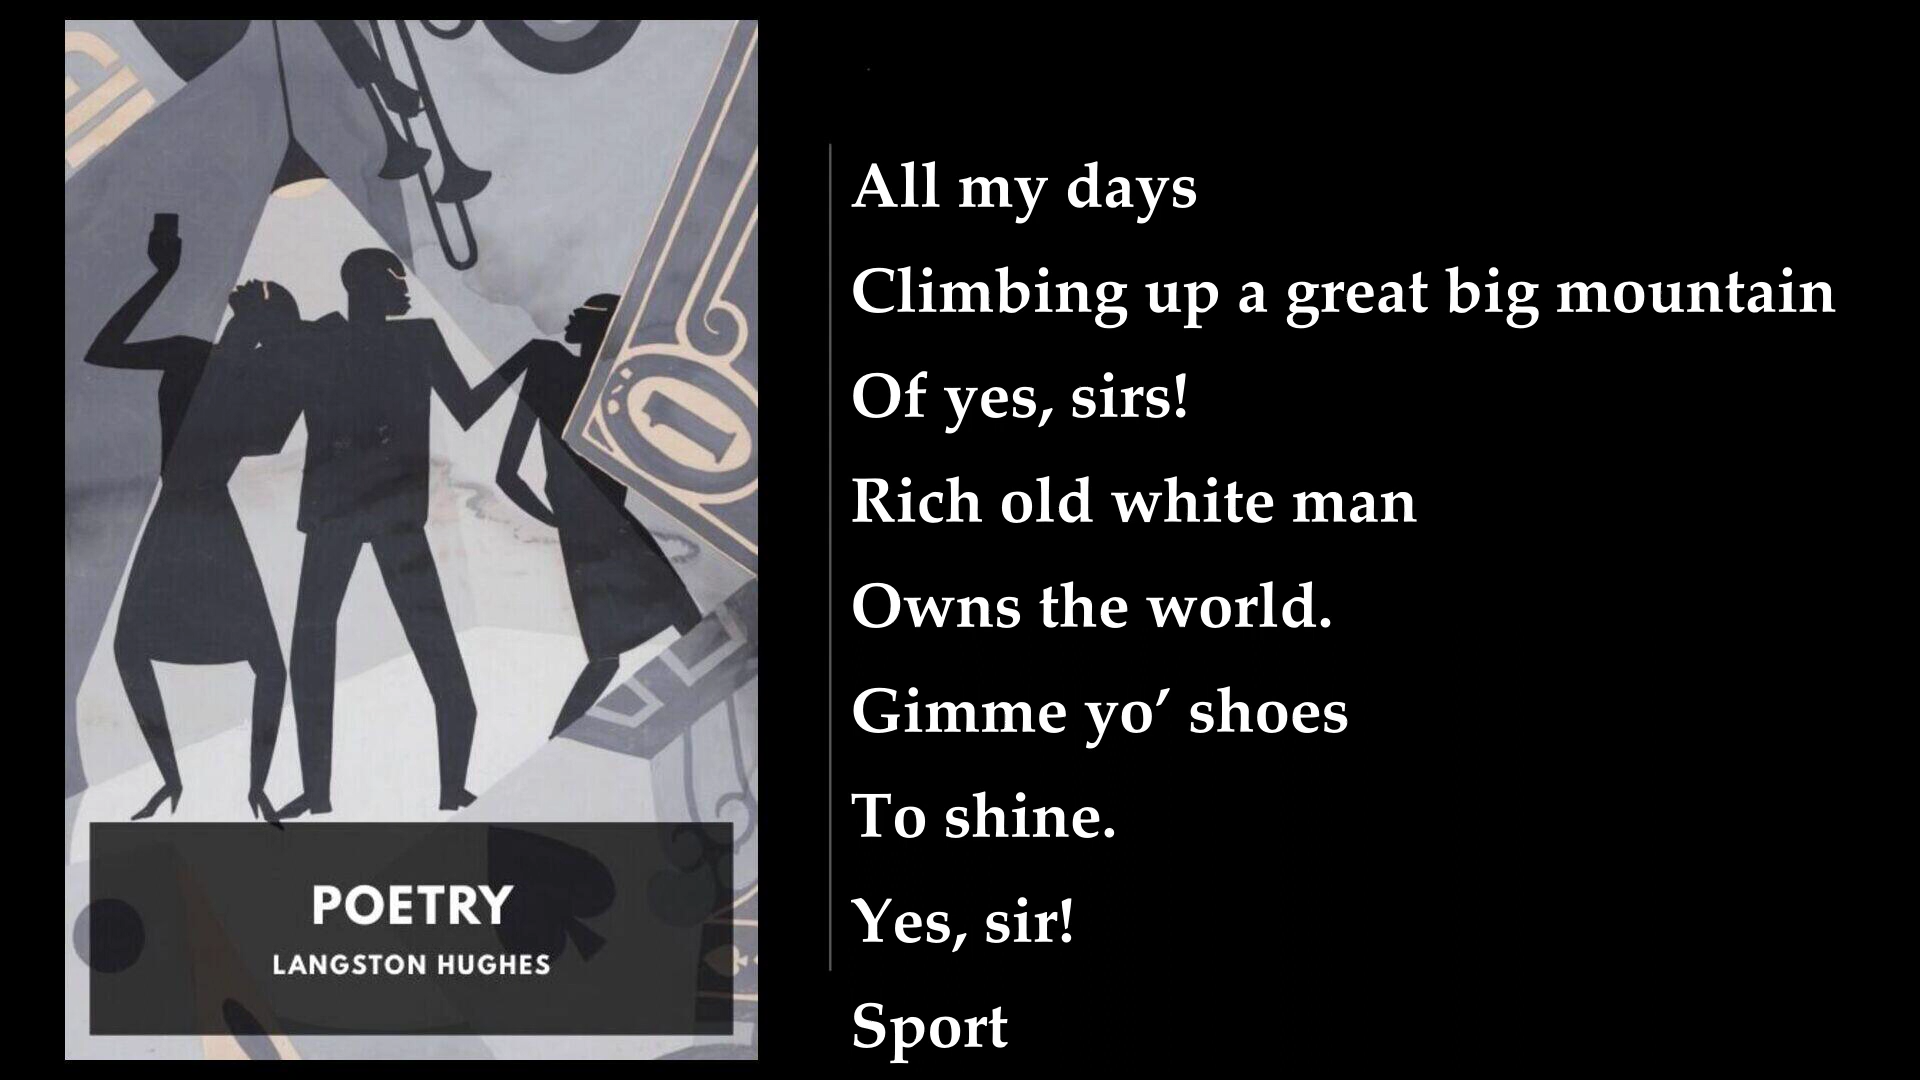 POETRY
LANGSTON HUGHES
All my days
Climbing up a great big mountain
Of yes, sirs!
Rich old white man
Owns the world.
Gimme yo’ shoes
To shine.
Yes, sir!
Sport
1